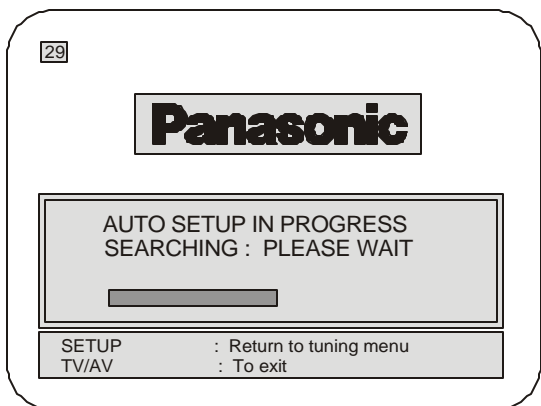 29
Panasonic
AUTO SETUP IN PROGRESS
SEARCHING : PLEASE WAIT
SETUP : Return to tuning menu
TV/AV : To exit